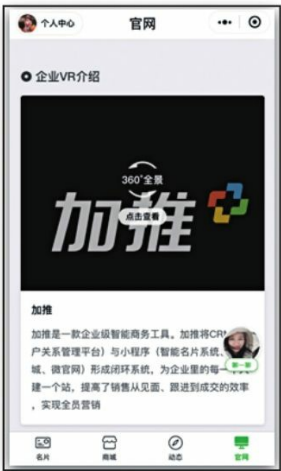 个人中心
官网
企业VR介绍
360°全景
点击查看
加推
加推
加推是一款企业级智能商务工具。加推将CRM
户关系管理平台）与小程序（智能名片系统、
城、微官网）形成闭环系统，为企业里的每一
建一个站，提高了销售从见面、跟进到成交的效率
，实现全员营销
聊一聊
名片
商城
动态
官网